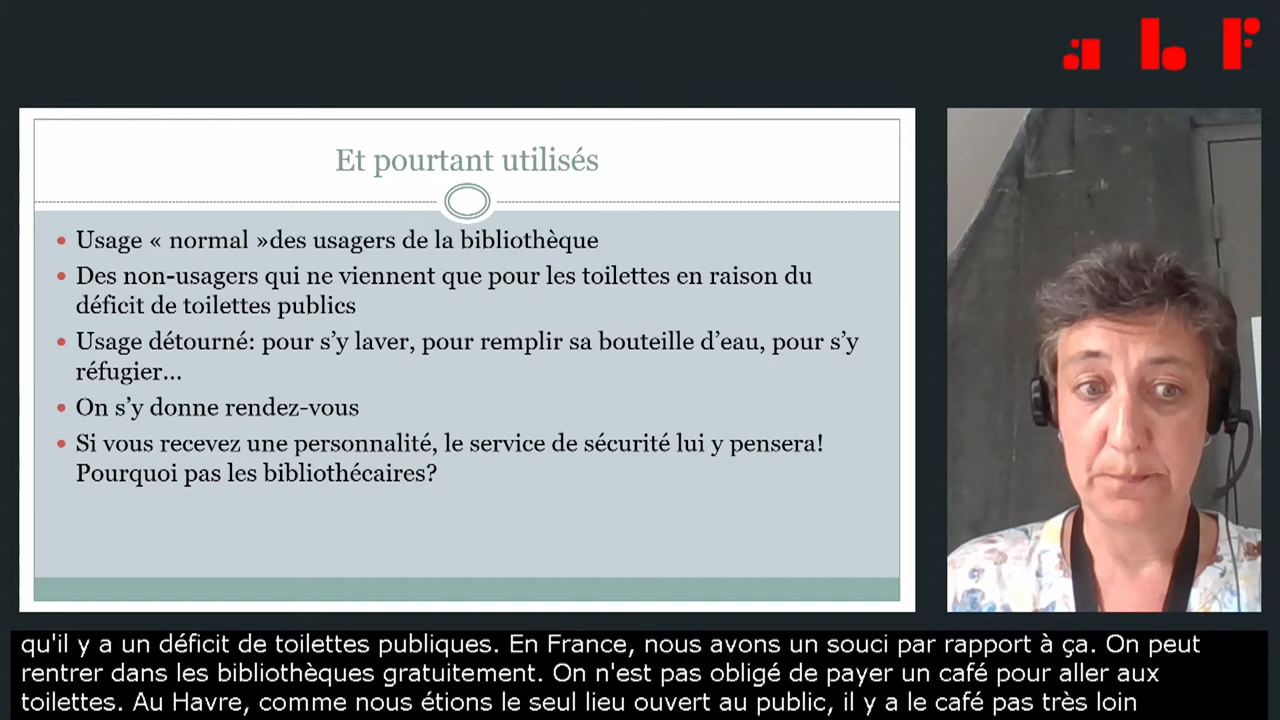 abf
Et pourtant utilisés
• Usage « normal »des usagers de la bibliothèque
• Des non-usagers qui ne viennent que pour les toilettes en raison du
déficit de toilettes publics
• Usage détourné: pour s’y laver, pour remplir sa bouteille d’eau, pour s’y
réfugier…
• On s’y donne rendez-vous
• Si vous recevez une personnalité, le service de sécurité lui y pensera!
Pourquoi pas les bibliothécaires?
qu'il y a un déficit de toilettes publiques. En France, nous avons un souci par rapport à ça. On peut
rentrer dans les bibliothèques gratuitement. On n'est pas obligé de payer un café pour aller aux
toilettes. Au Havre, comme nous étions le seul lieu ouvert au public, il y a le café pas très loin